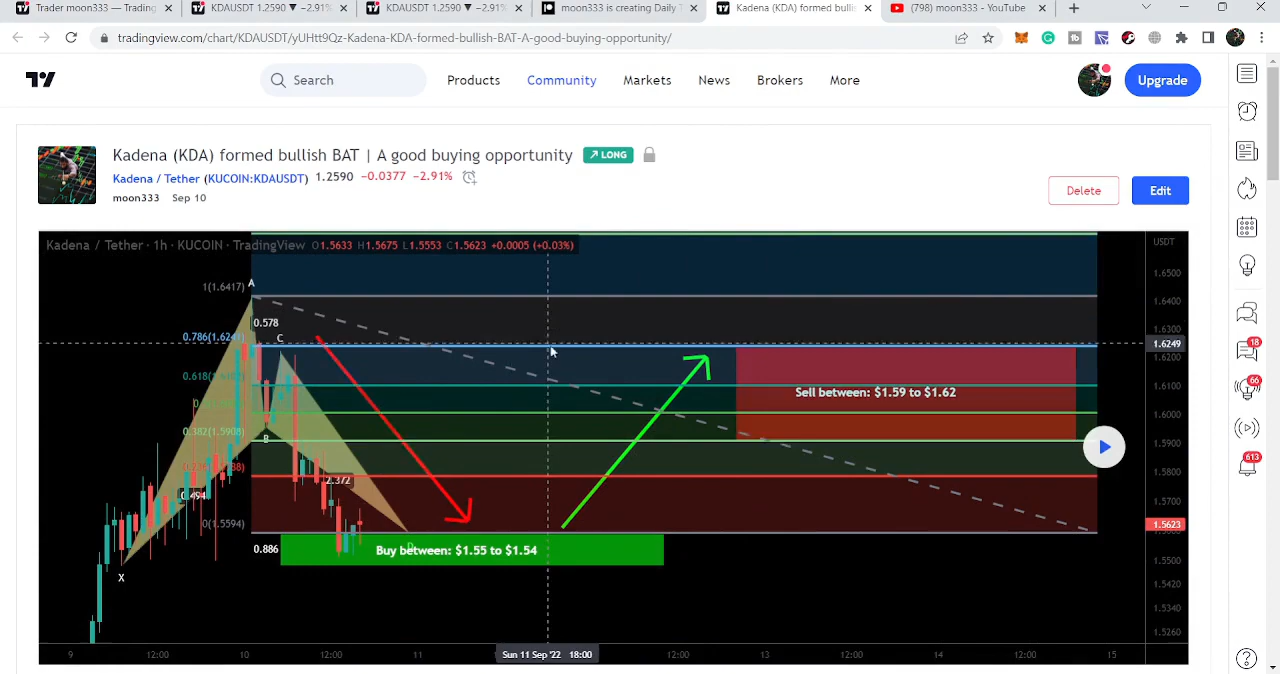 Trader moon333 — Trading
KDAUSDT 1.2590 ▼ −2.91%
KDAUSDT 1.2590 ▼ −2.91%
moon333 is creating Daily T
Kadena (KDA) formed bulli
(798) moon333 - YouTube
tradingview.com/chart/KDAUSDT/yUHtt9Qz-Kadena-KDA-formed-bullish-BAT-A-good-buying-opportunity/
Search
Products
Community
Markets
News
Brokers
More
Upgrade
Kadena (KDA) formed bullish BAT | A good buying opportunity
LONG
Kadena / Tether (KUCOIN:KDAUSDT) 1.2590 −0.0377 −2.91%
moon333 Sep 10
Delete
Edit
Kadena / Tether · 1h · KUCOIN · TradingView O1.5633 H1.5675 L1.5553 C1.5623 +0.0005 (+0.03%)
USDT
1.6500
1.6400
1.6300
1.6249
1.6200
1.6100
1.6000
1.5900
1.5800
1.5700
1.5623
1.5500
1.5420
1.5340
1.5260
1(1.6417)
A
0.578
C
0.618
0.382(1.5908)
B
2.372
0.494
0(1.5594)
0.886
D
X
Sell between: $1.59 to $1.62
Buy between: $1.55 to $1.54
9
12:00
10
12:00
11
Sun 11 Sep '22 18:00
12:00
13
12:00
14
12:00
15
18
66
613